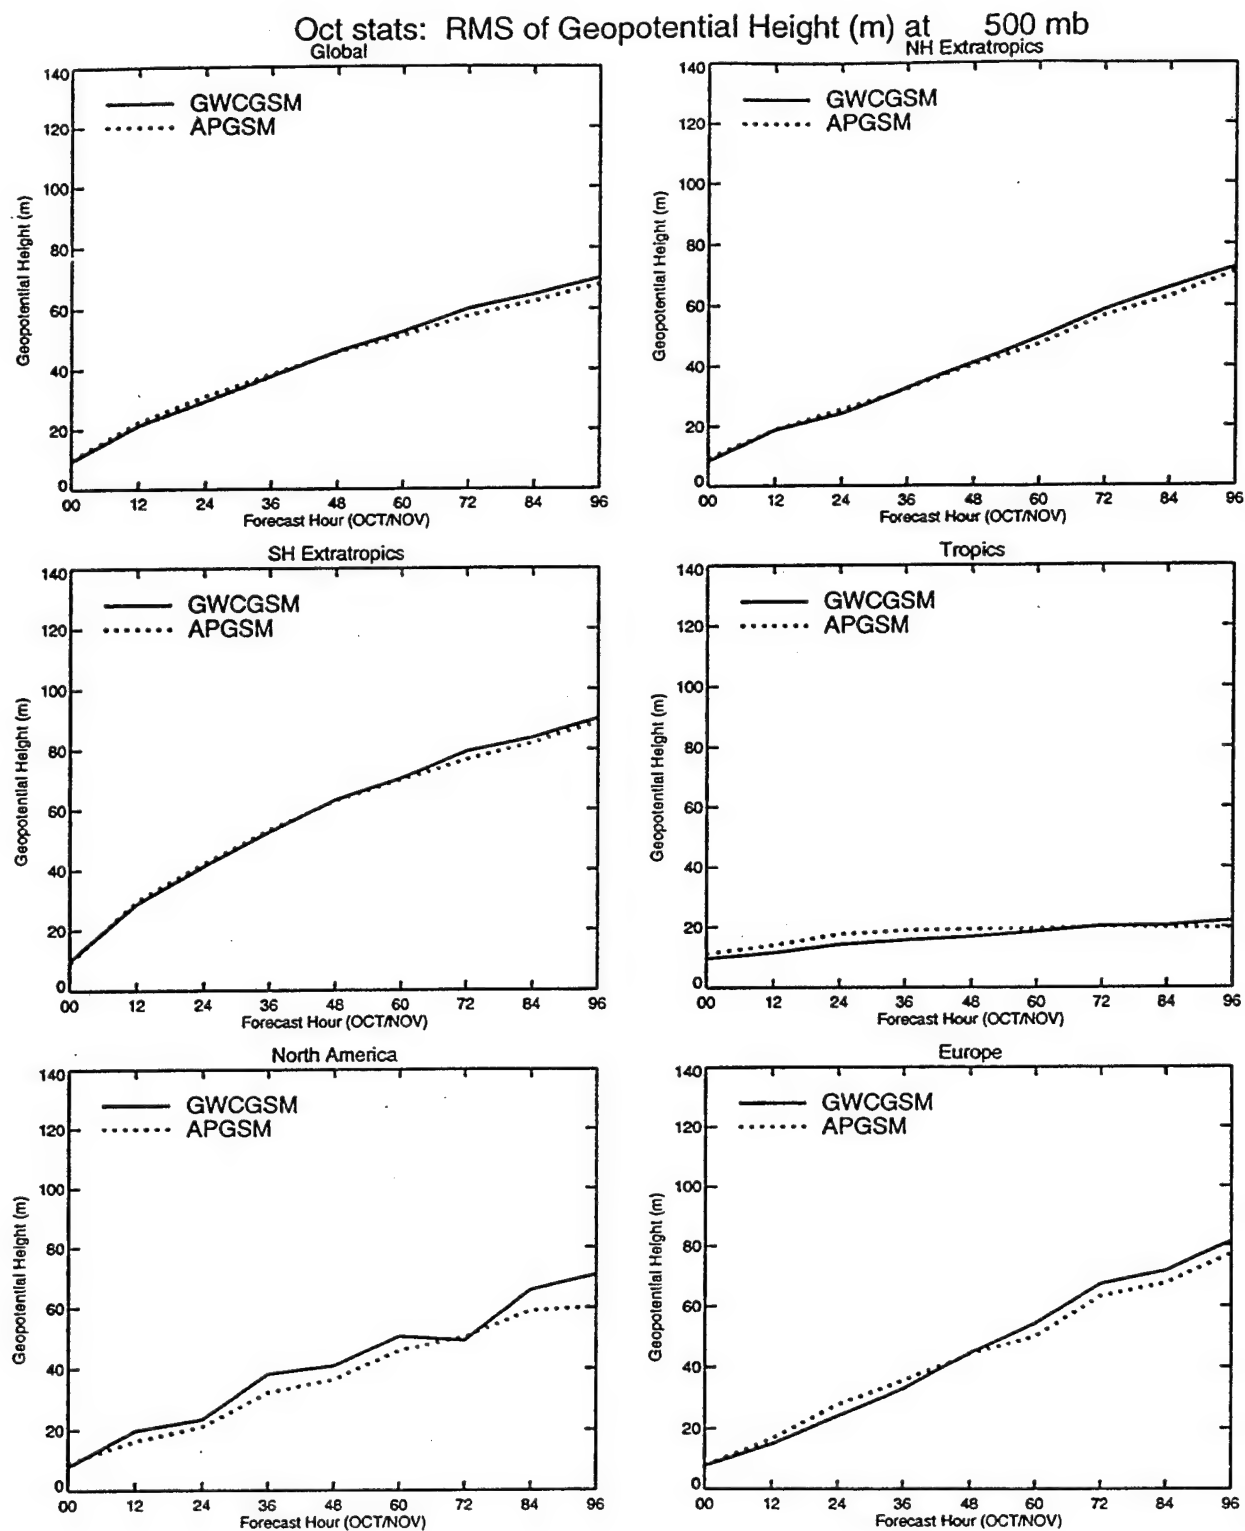 Oct stats: RMS of Geopotential Height (m) at 500 mb
Global
140
120
100
80
60
40
20
0
GWCGSM
APGSM
Geopotential Height (m)
00 12 24 36 48 60 72 84 96
Forecast Hour (OCT/NOV)
NH Extratropics
140
120
100
80
60
40
20
0
GWCGSM
APGSM
Geopotential Height (m)
00 12 24 36 48 60 72 84 96
Forecast Hour (OCT/NOV)
SH Extratropics
140
120
100
80
60
40
20
0
GWCGSM
APGSM
Geopotential Height (m)
00 12 24 36 48 60 72 84 96
Forecast Hour (OCT/NOV)
Tropics
140
120
100
80
60
40
20
0
GWCGSM
APGSM
Geopotential Height (m)
00 12 24 36 48 60 72 84 96
Forecast Hour (OCT/NOV)
North America
140
120
100
80
60
40
20
0
GWCGSM
APGSM
Geopotential Height (m)
00 12 24 36 48 60 72 84 96
Forecast Hour (OCT/NOV)
Europe
140
120
100
80
60
40
20
0
GWCGSM
APGSM
Geopotential Height (m)
00 12 24 36 48 60 72 84 96
Forecast Hour (OCT/NOV)